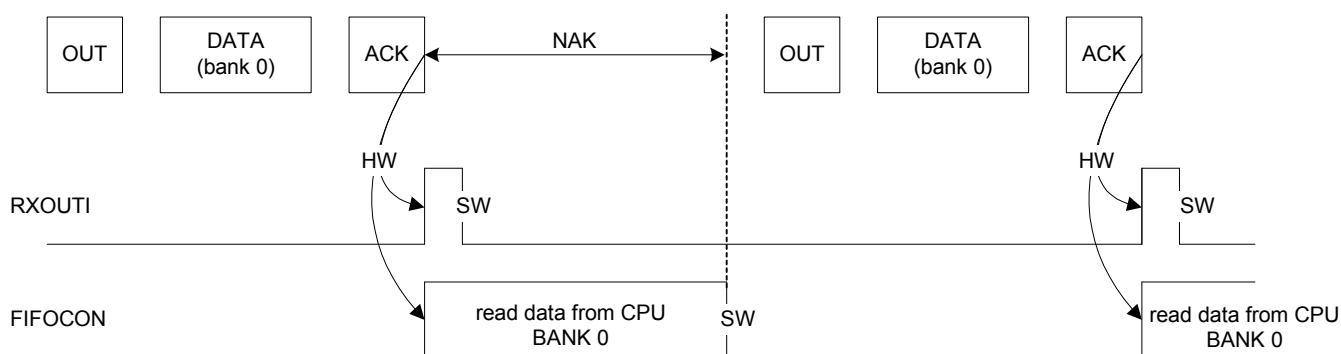 OUT
DATA
(bank 0)
ACK
NAK
OUT
DATA
(bank 0)
ACK
HW
HW
RXOUTI
SW
SW
FIFOCON
read data from CPU
BANK 0
SW
read data from CPU
BANK 0